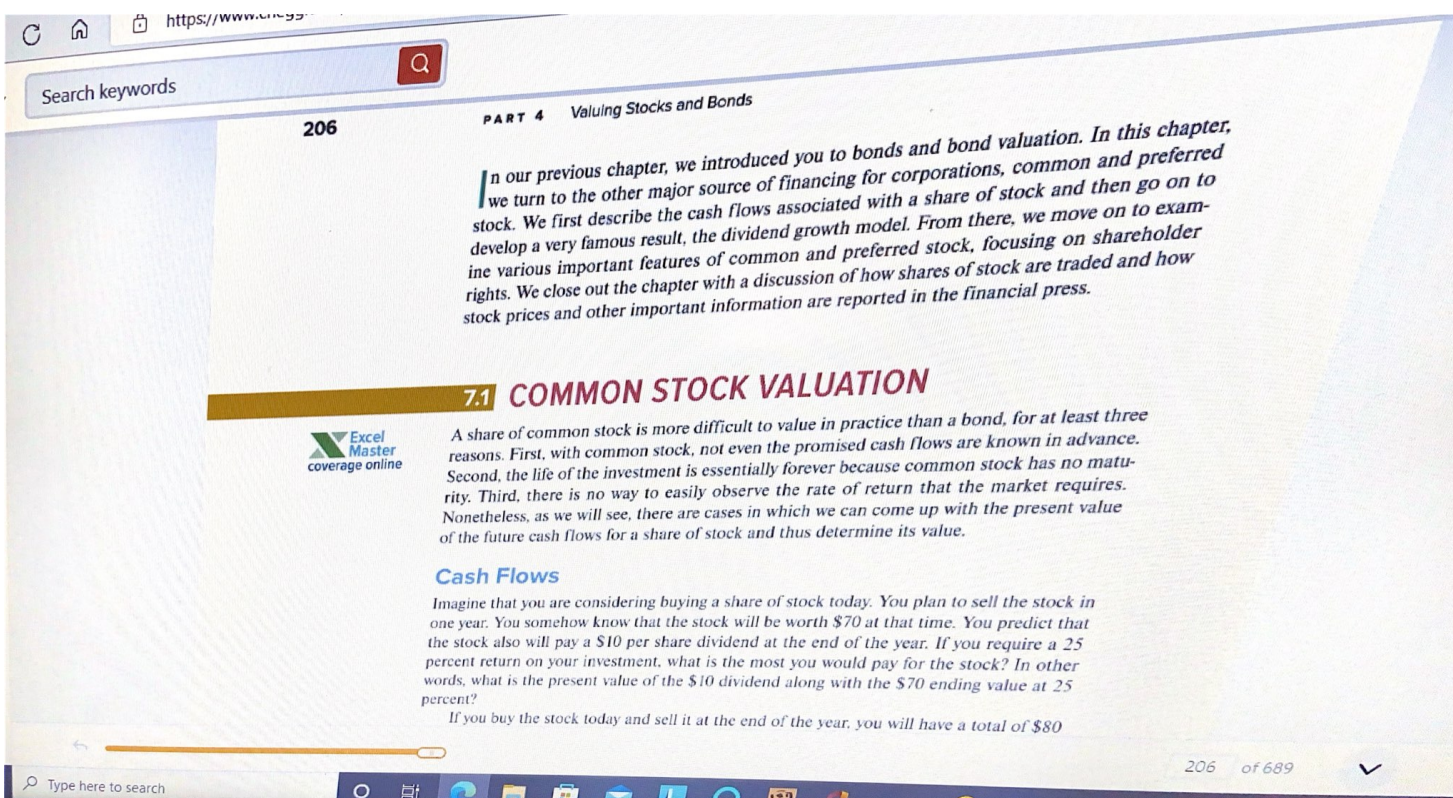 https://www.chegg.
Search keywords
206
PART 4 Valuing Stocks and Bonds
In our previous chapter, we introduced you to bonds and bond valuation. In this chapter,
we turn to the other major source of financing for corporations, common and preferred
stock. We first describe the cash flows associated with a share of stock and then go on to
develop a very famous result, the dividend growth model. From there, we move on to exam-
ine various important features of common and preferred stock, focusing on shareholder
rights. We close out the chapter with a discussion of how shares of stock are traded and how
stock prices and other important information are reported in the financial press.
7.1 COMMON STOCK VALUATION
Excel
Master
coverage online
A share of common stock is more difficult to value in practice than a bond, for at least three
reasons. First, with common stock, not even the promised cash flows are known in advance.
Second, the life of the investment is essentially forever because common stock has no matu-
rity. Third, there is no way to easily observe the rate of return that the market requires.
Nonetheless, as we will see, there are cases in which we can come up with the present value
of the future cash flows for a share of stock and thus determine its value.
Cash Flows
Imagine that you are considering buying a share of stock today. You plan to sell the stock in
one year. You somehow know that the stock will be worth $70 at that time. You predict that
the stock also will pay a $10 per share dividend at the end of the year. If you require a 25
percent return on your investment, what is the most you would pay for the stock? In other
words, what is the present value of the $10 dividend along with the $70 ending value at 25
percent?
If you buy the stock today and sell it at the end of the year, you will have a total of $80
206 of 689
Type here to search